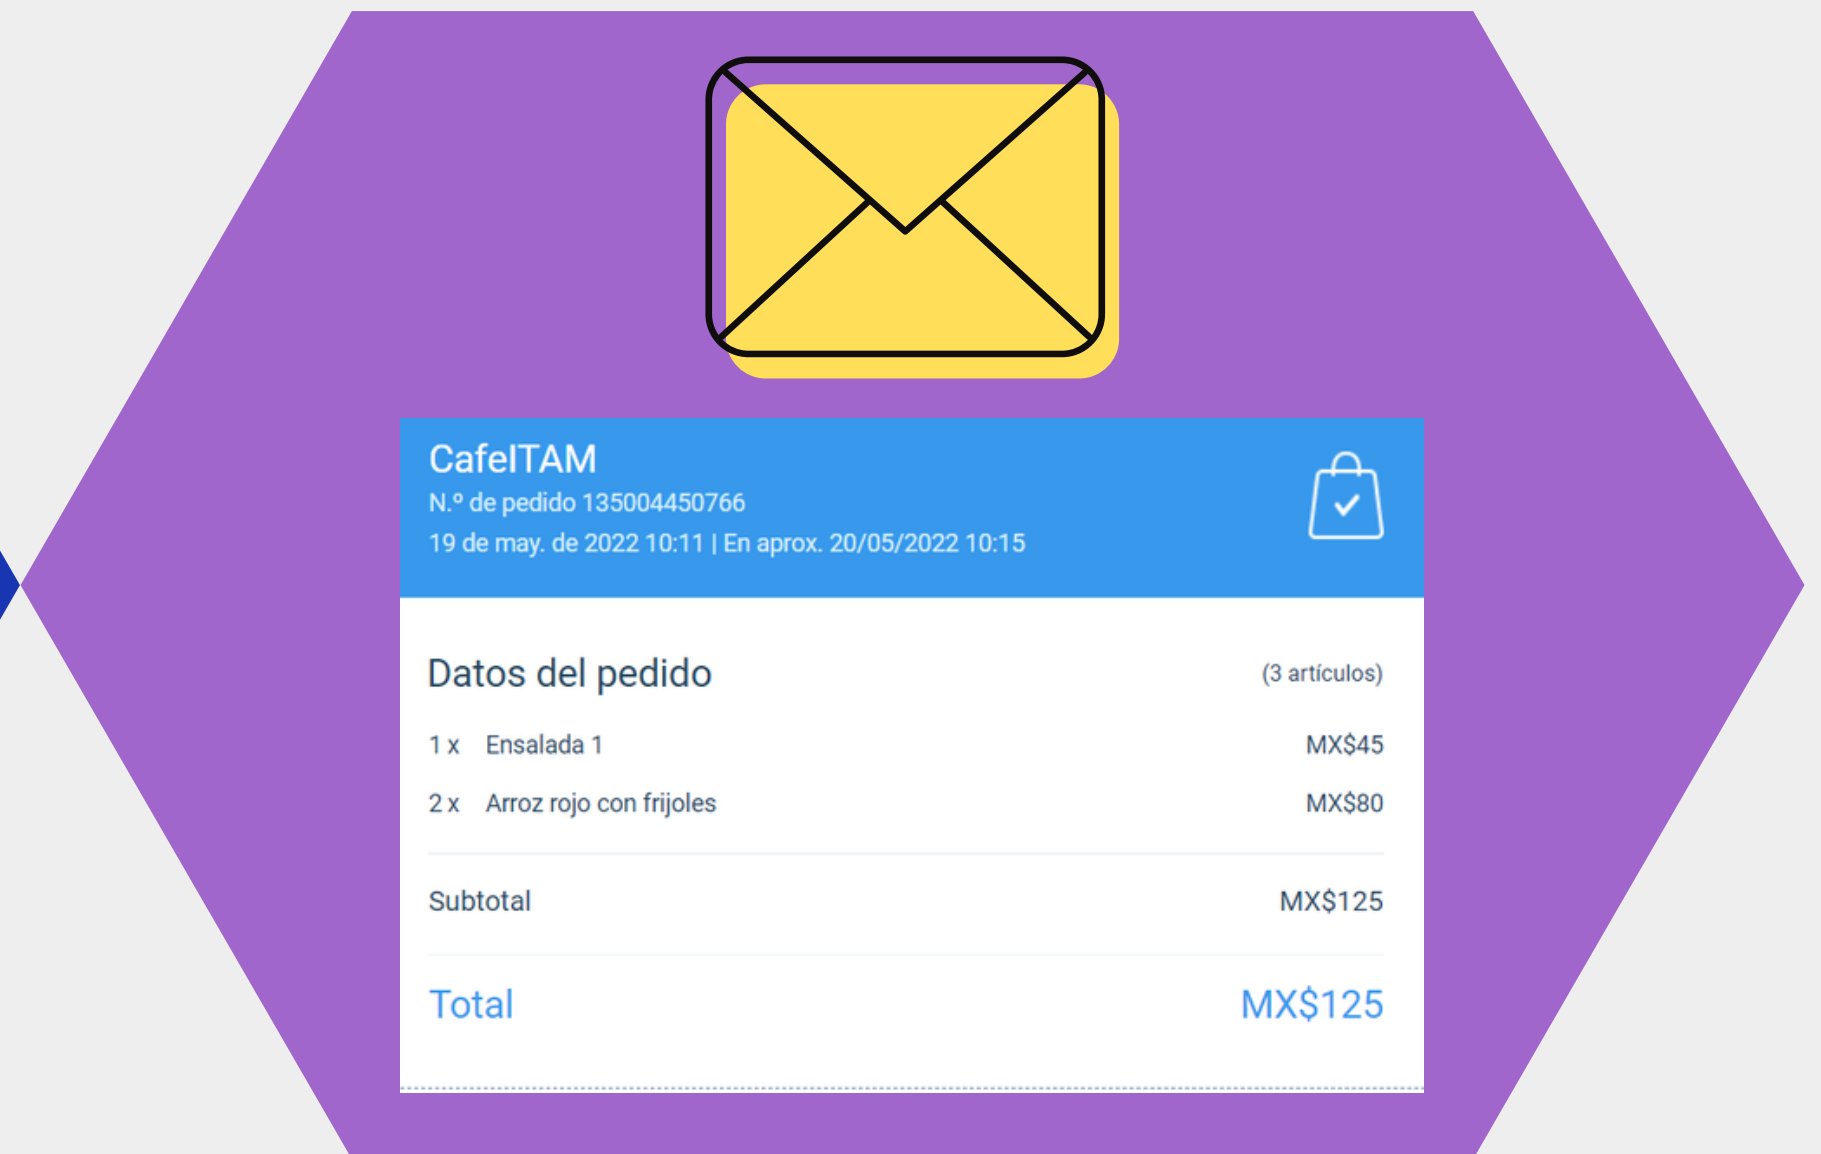 CafeITAM
N.º de pedido 135004450766
19 de may. de 2022 10:11 | En aprox. 20/05/2022 10:15
Datos del pedido (3 artículos)
1 x Ensalada 1 MX$45
2 x Arroz rojo con frijoles MX$80
Subtotal MX$125
Total MX$125